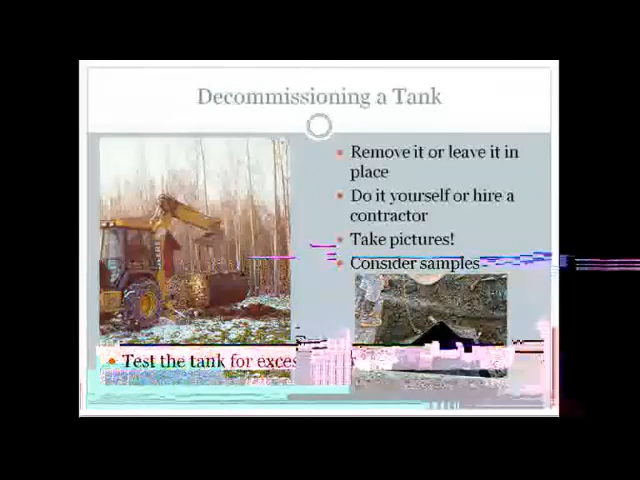 Decommissioning a Tank
Remove it or leave it in
place
Do it yourself or hire a
contractor
Take pictures!
Consider samples
Test the tank for